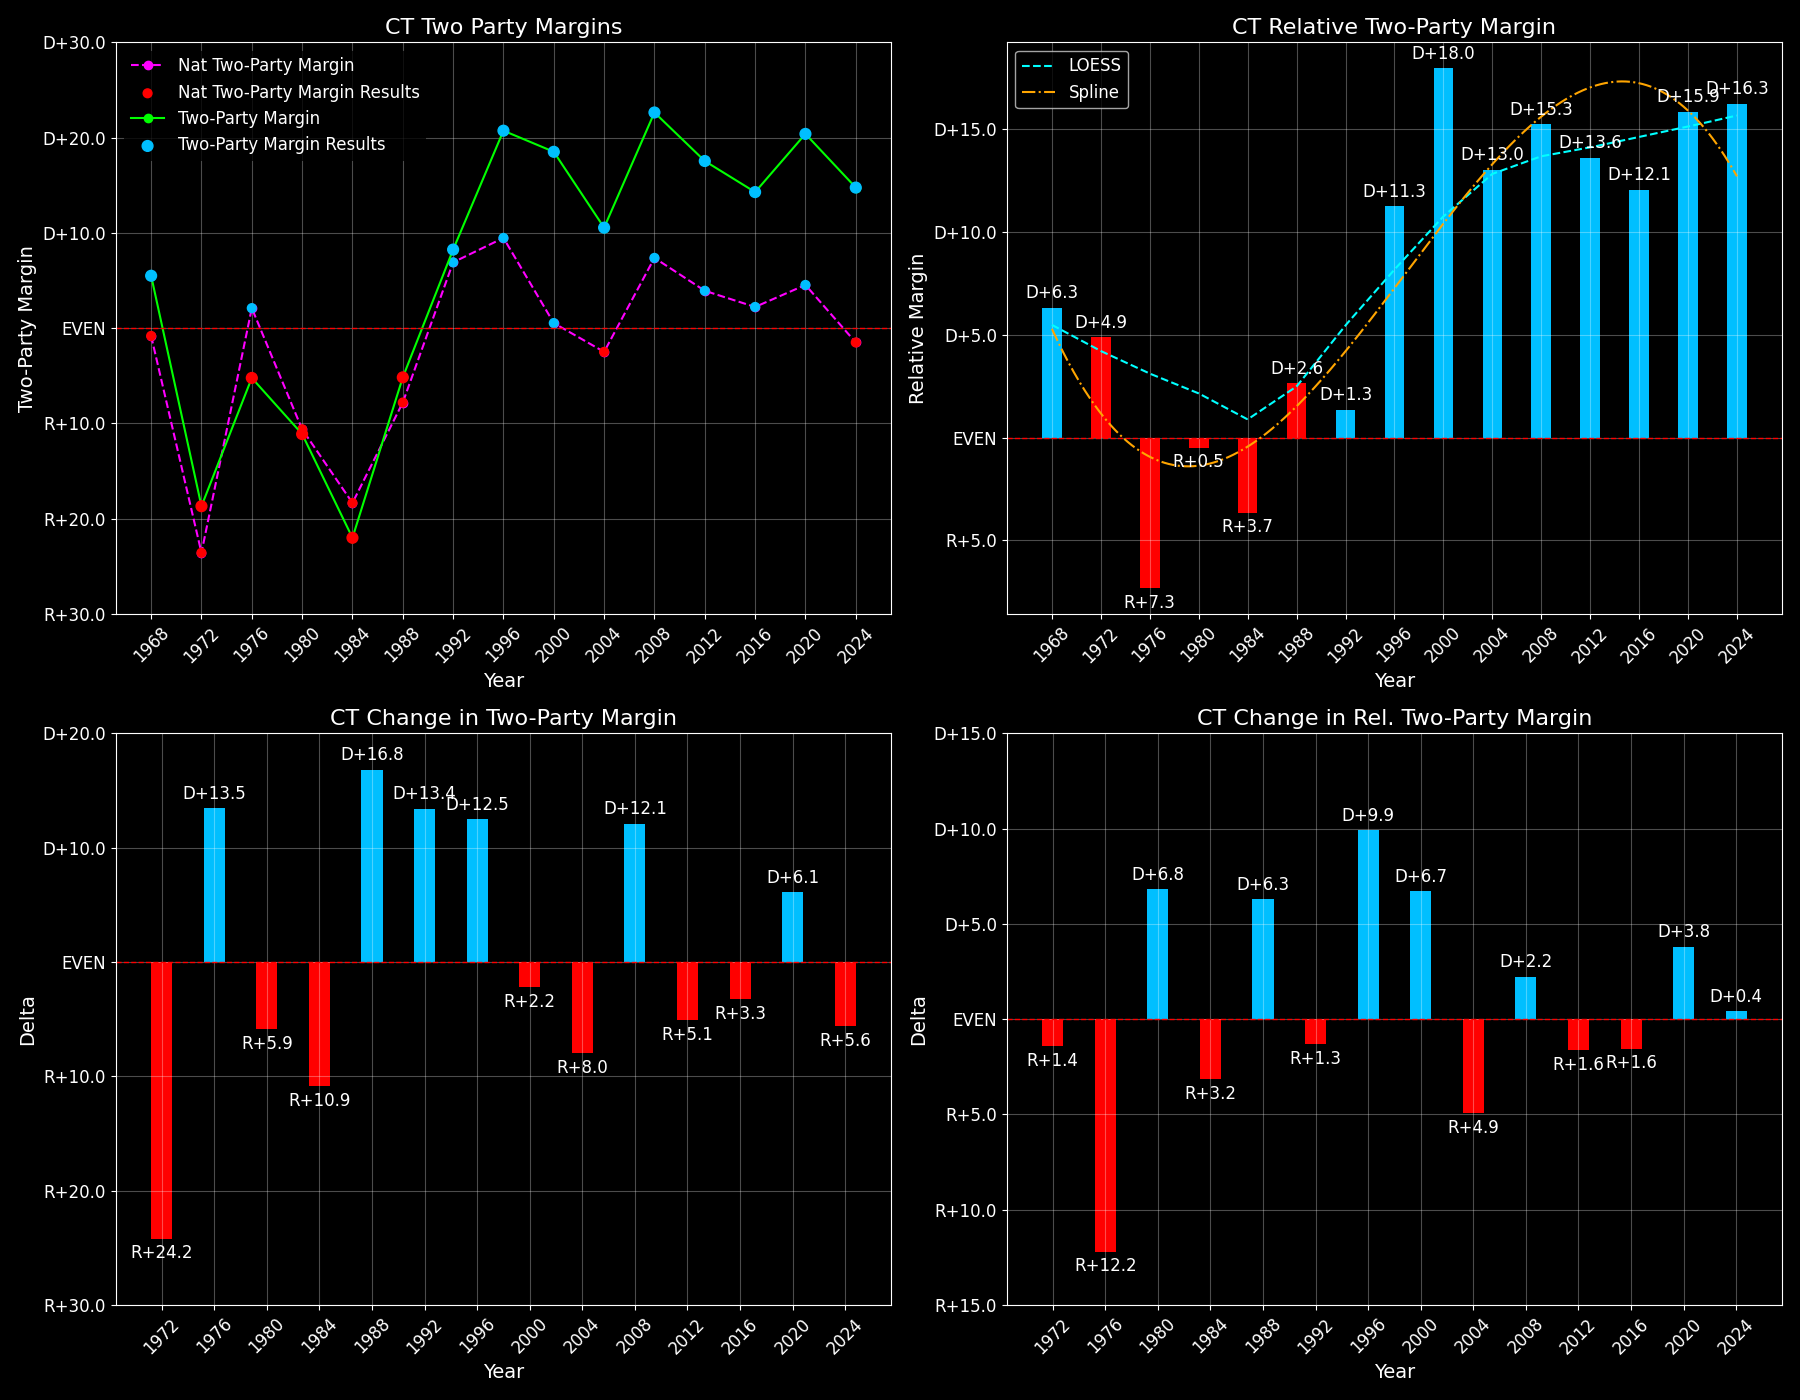 CT Two Party Margins
D+30.0
D+20.0
D+10.0
EVEN
R+10.0
R+20.0
R+30.0
Two-Party Margin
Nat Two-Party Margin
Nat Two-Party Margin Results
Two-Party Margin
Two-Party Margin Results
1968 1972 1976 1980 1984 1988 1992 1996 2000 2004 2008 2012 2016 2020 2024
Year
CT Relative Two-Party Margin
D+15.0
D+10.0
D+5.0
EVEN
R+5.0
Relative Margin
LOESS
Spline
D+6.3 D+4.9 R+7.3 R+0.5 R+3.7 D+2.6 D+1.3 D+11.3 D+18.0 D+13.0 D+15.3 D+13.6 D+12.1 D+15.9 D+16.3
1968 1972 1976 1980 1984 1988 1992 1996 2000 2004 2008 2012 2016 2020 2024
Year
CT Change in Two-Party Margin
D+20.0
D+10.0
EVEN
R+10.0
R+20.0
R+30.0
Delta
R+24.2 D+13.5 R+5.9 R+10.9 D+16.8 D+13.4 D+12.5 R+2.2 R+8.0 D+12.1 R+5.1 R+3.3 D+6.1 R+5.6
1972 1976 1980 1984 1988 1992 1996 2000 2004 2008 2012 2016 2020 2024
Year
CT Change in Rel. Two-Party Margin
D+15.0
D+10.0
D+5.0
EVEN
R+5.0
R+10.0
R+15.0
Delta
R+1.4 R+12.2 D+6.8 R+3.2 D+6.3 R+1.3 D+9.9 D+6.7 R+4.9 D+2.2 R+1.6 R+1.6 D+3.8 D+0.4
1972 1976 1980 1984 1988 1992 1996 2000 2004 2008 2012 2016 2020 2024
Year